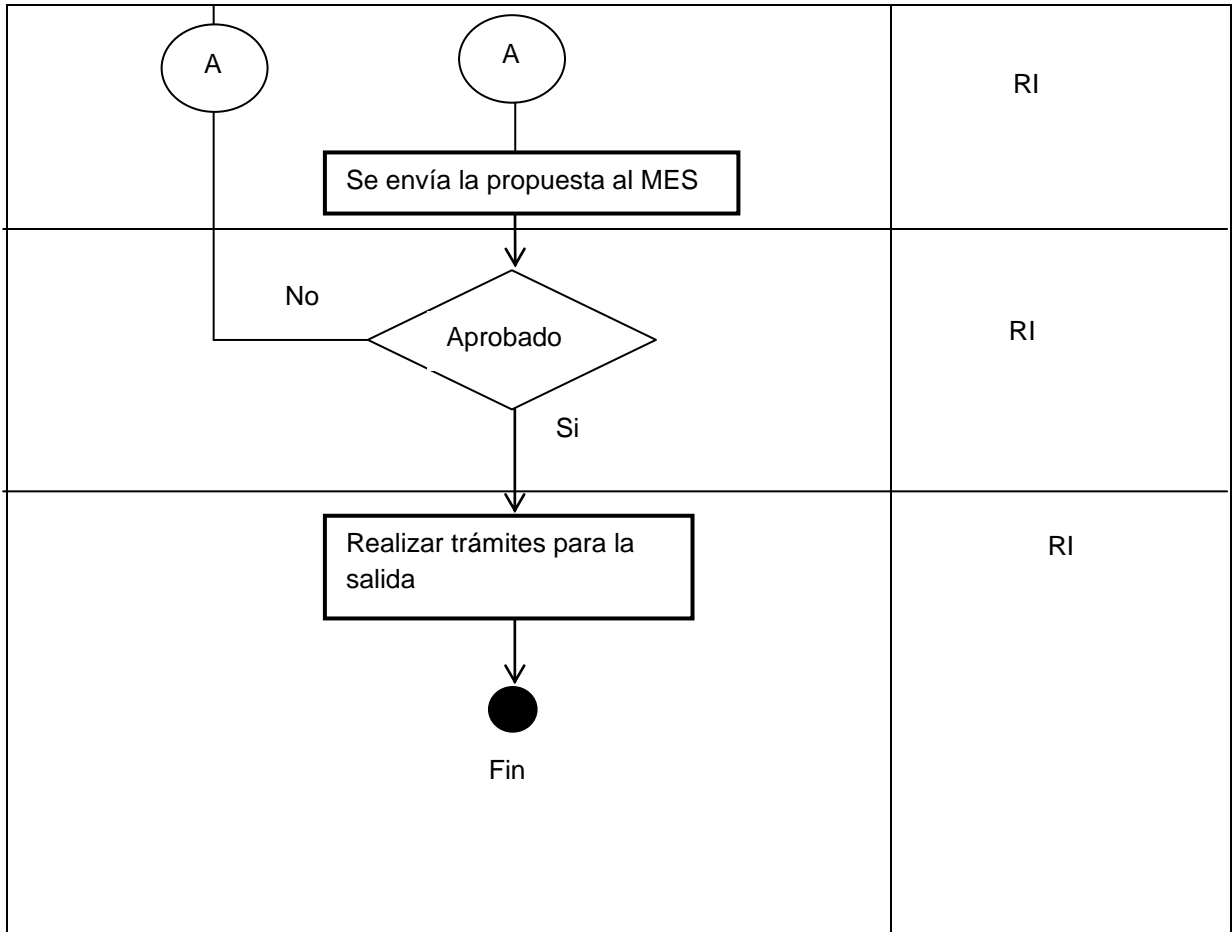 A
A
RI
Se envía la propuesta al MES
No
Aprobado
RI
Si
Realizar trámites para la
salida
RI
Fin